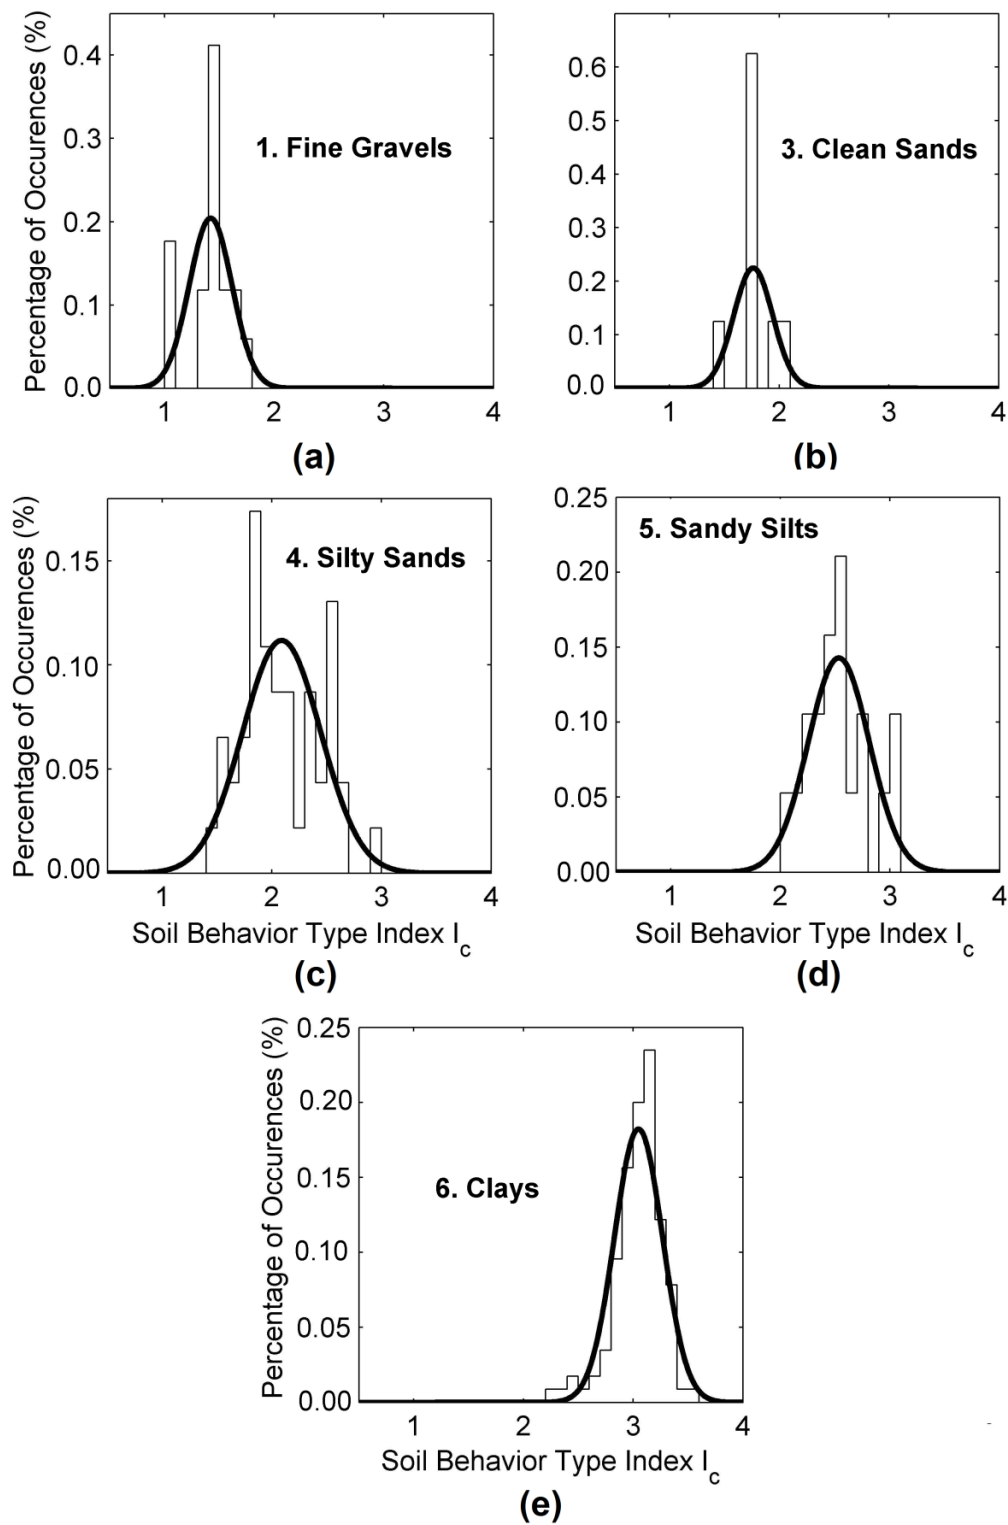 Percentage of Occurences (%)
0.4
0.3
0.2
0.1
0.0
1. Fine Gravels
1 2 3 4
(a)
0.6
0.5
0.4
0.3
0.2
0.1
0.0
3. Clean Sands
1 2 3 4
(b)
Percentage of Occurences (%)
0.15
0.10
0.05
0.00
4. Silty Sands
1 2 3 4
Soil Behavior Type Index Ic
(c)
0.25
0.20
0.15
0.10
0.05
0.00
5. Sandy Silts
1 2 3 4
Soil Behavior Type Index Ic
(d)
Percentage of Occurences (%)
0.25
0.20
0.15
0.10
0.05
0.00
6. Clays
1 2 3 4
Soil Behavior Type Index Ic
(e)